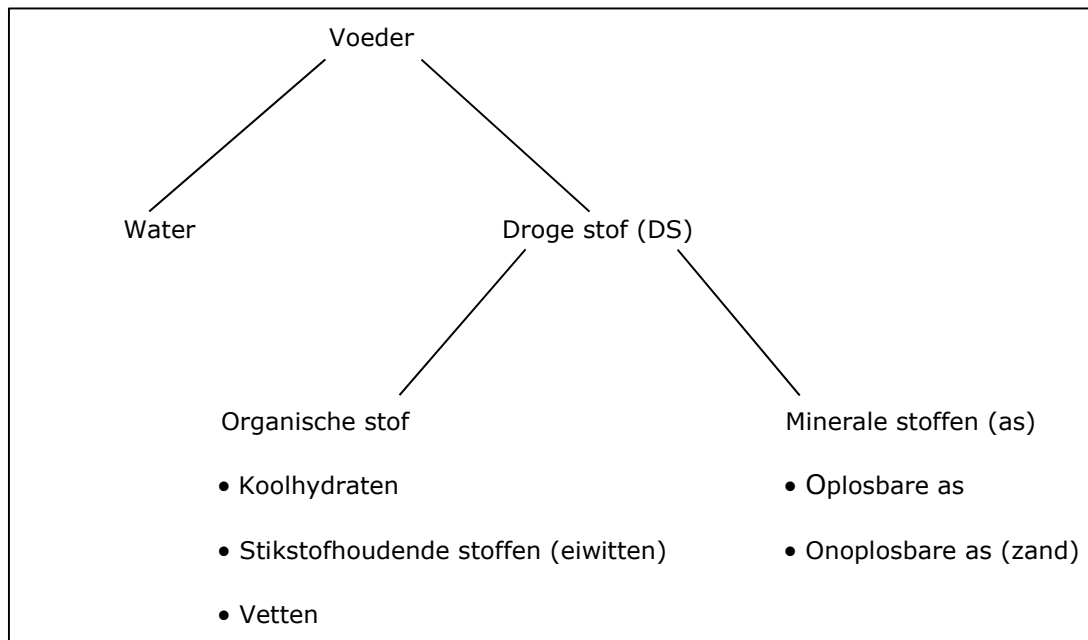 Voeder
Water Droge stof (DS)
Organische stof Minerale stoffen (as)
• Koolhydraten • Oplosbare as
• Stikstofhoudende stoffen (eiwitten) • Onoplosbare as (zand)
• Vetten